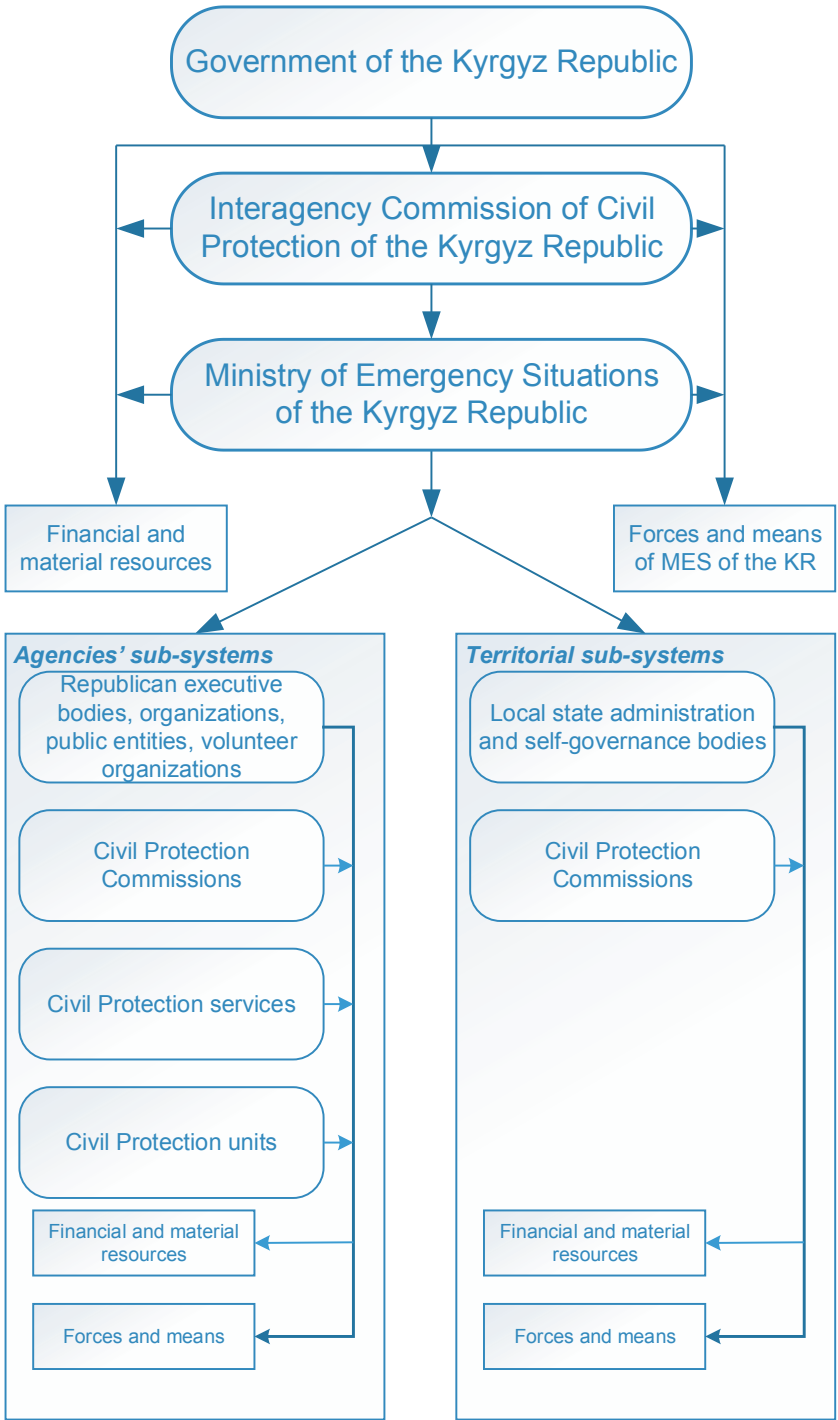 Government of the Kyrgyz Republic
Interagency Commission of Civil
Protection of the Kyrgyz Republic
Ministry of Emergency Situations
of the Kyrgyz Republic
Financial and
material resources
Forces and means
of MES of the KR
Agencies’ sub-systems
Republican executive
bodies, organizations,
public entities, volunteer
organizations
Civil Protection
Commissions
Civil Protection services
Civil Protection units
Financial and material
resources
Forces and means
Territorial sub-systems
Local state administration
and self-governance bodies
Civil Protection
Commissions
Financial and material
resources
Forces and means